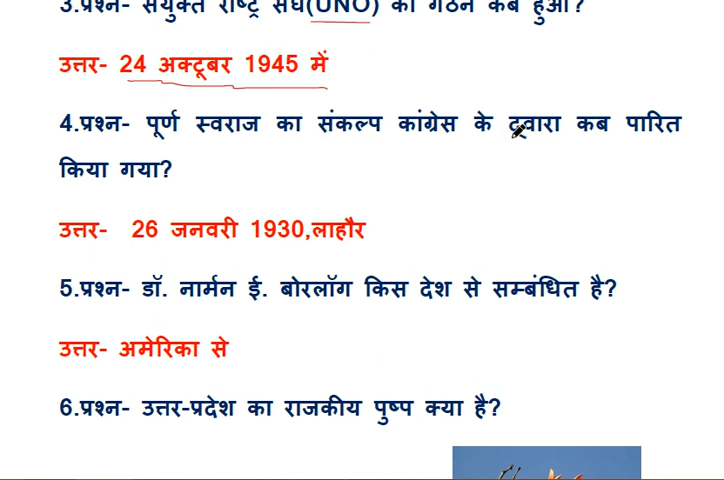 3.प्रश्न- संयुक्त राष्ट्र संघ(UNO) का गठन कब हुआ?
उत्तर- 24 अक्टूबर 1945 में
4.प्रश्न- पूर्ण स्वराज का संकल्प कांग्रेस के द्वारा कब पारित
किया गया?
उत्तर- 26 जनवरी 1930,लाहौर
5.प्रश्न- डॉ. नार्मन ई. बोरलॉग किस देश से सम्बंधित है?
उत्तर- अमेरिका से
6.प्रश्न- उत्तर-प्रदेश का राजकीय पुष्प क्या है?